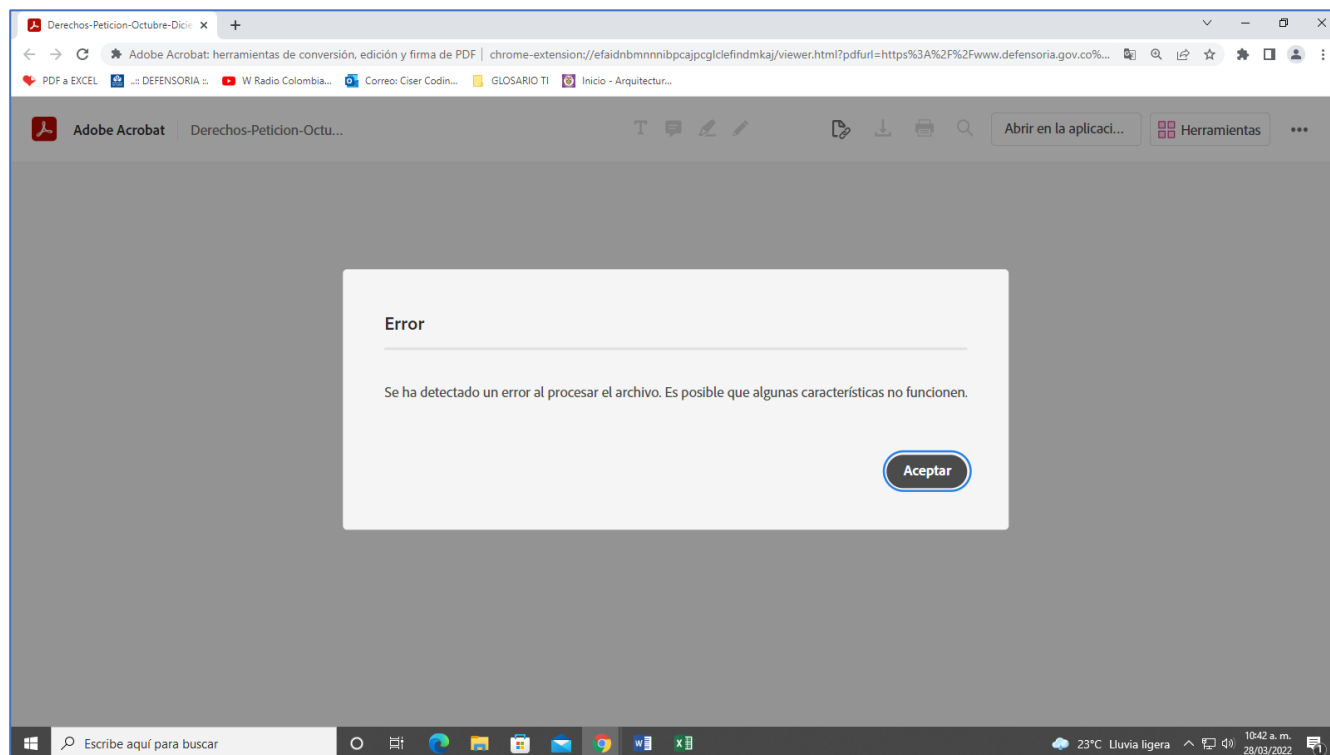 Derechos-Peticion-Octubre-Dicie
Adobe Acrobat: herramientas de conversión, edición y firma de PDF | chrome-extension://efaidnbmnnnibpcajpcglclefindmkaj/viewer.html?pdfurl=https%3A%2F%2Fwww.defensoria.gov.co%...
PDF a EXCEL ..:: DEFENSORIA ::. W Radio Colombia... Correo: Ciser Codin... GLOSARIO TI Inicio - Arquitectur...
Adobe Acrobat Derechos-Peticion-Octu... T Abrir en la aplicaci... Herramientas
Error
Se ha detectado un error al procesar el archivo. Es posible que algunas características no funcionen.
Aceptar
Escribe aquí para buscar
23°C Lluvia ligera
10:42 a. m.
28/03/2022